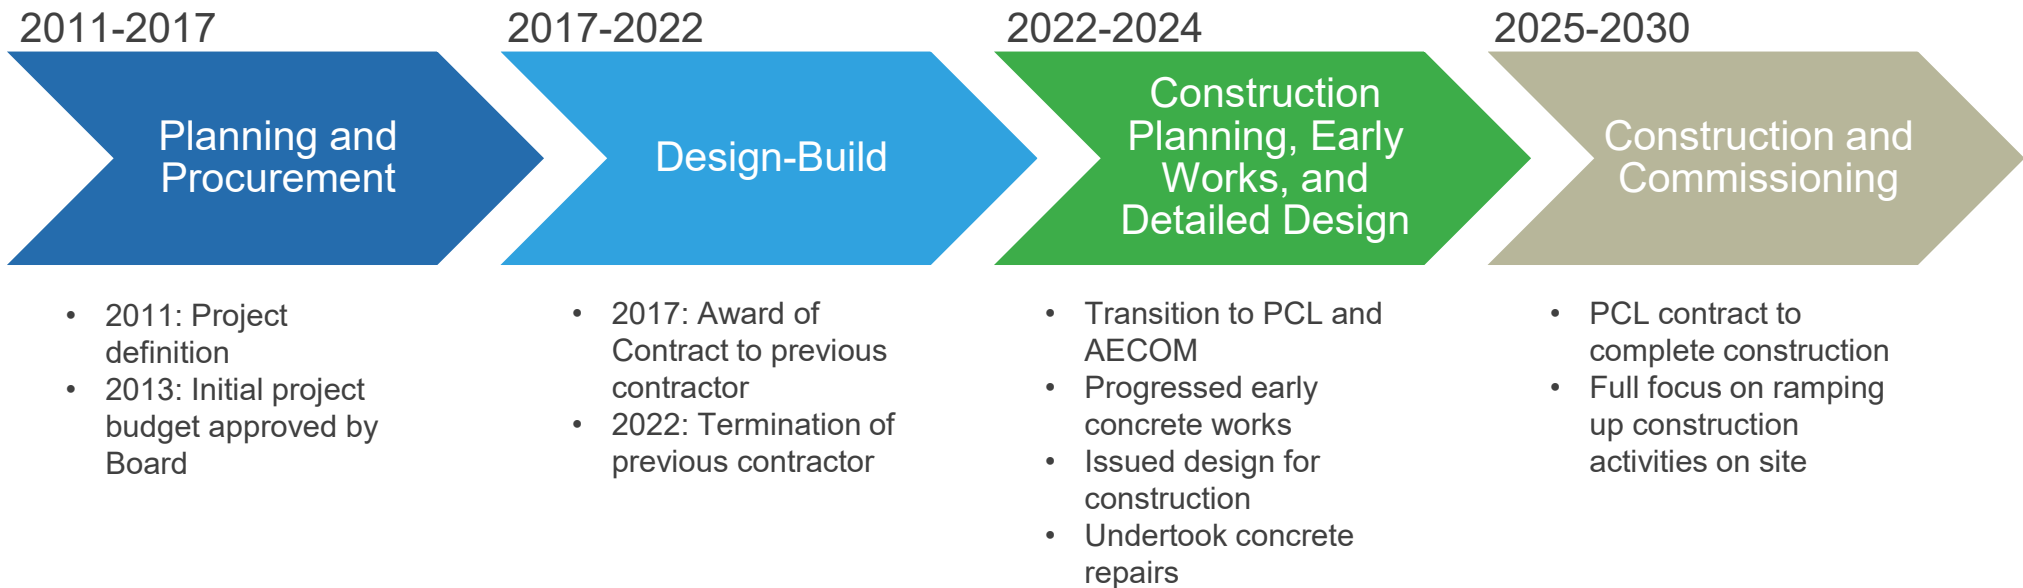 2011-2017
Planning and
Procurement
• 2011: Project
definition
• 2013: Initial project
budget approved by
Board
2017-2022
Design-Build
• 2017: Award of
Contract to previous
contractor
• 2022: Termination of
previous contractor
2022-2024
Construction
Planning, Early
Works, and
Detailed Design
• Transition to PCL and
AECOM
• Progressed early
concrete works
• Issued design for
construction
• Undertook concrete
repairs
2025-2030
Construction and
Commissioning
• PCL contract to
complete construction
• Full focus on ramping
up construction
activities on site